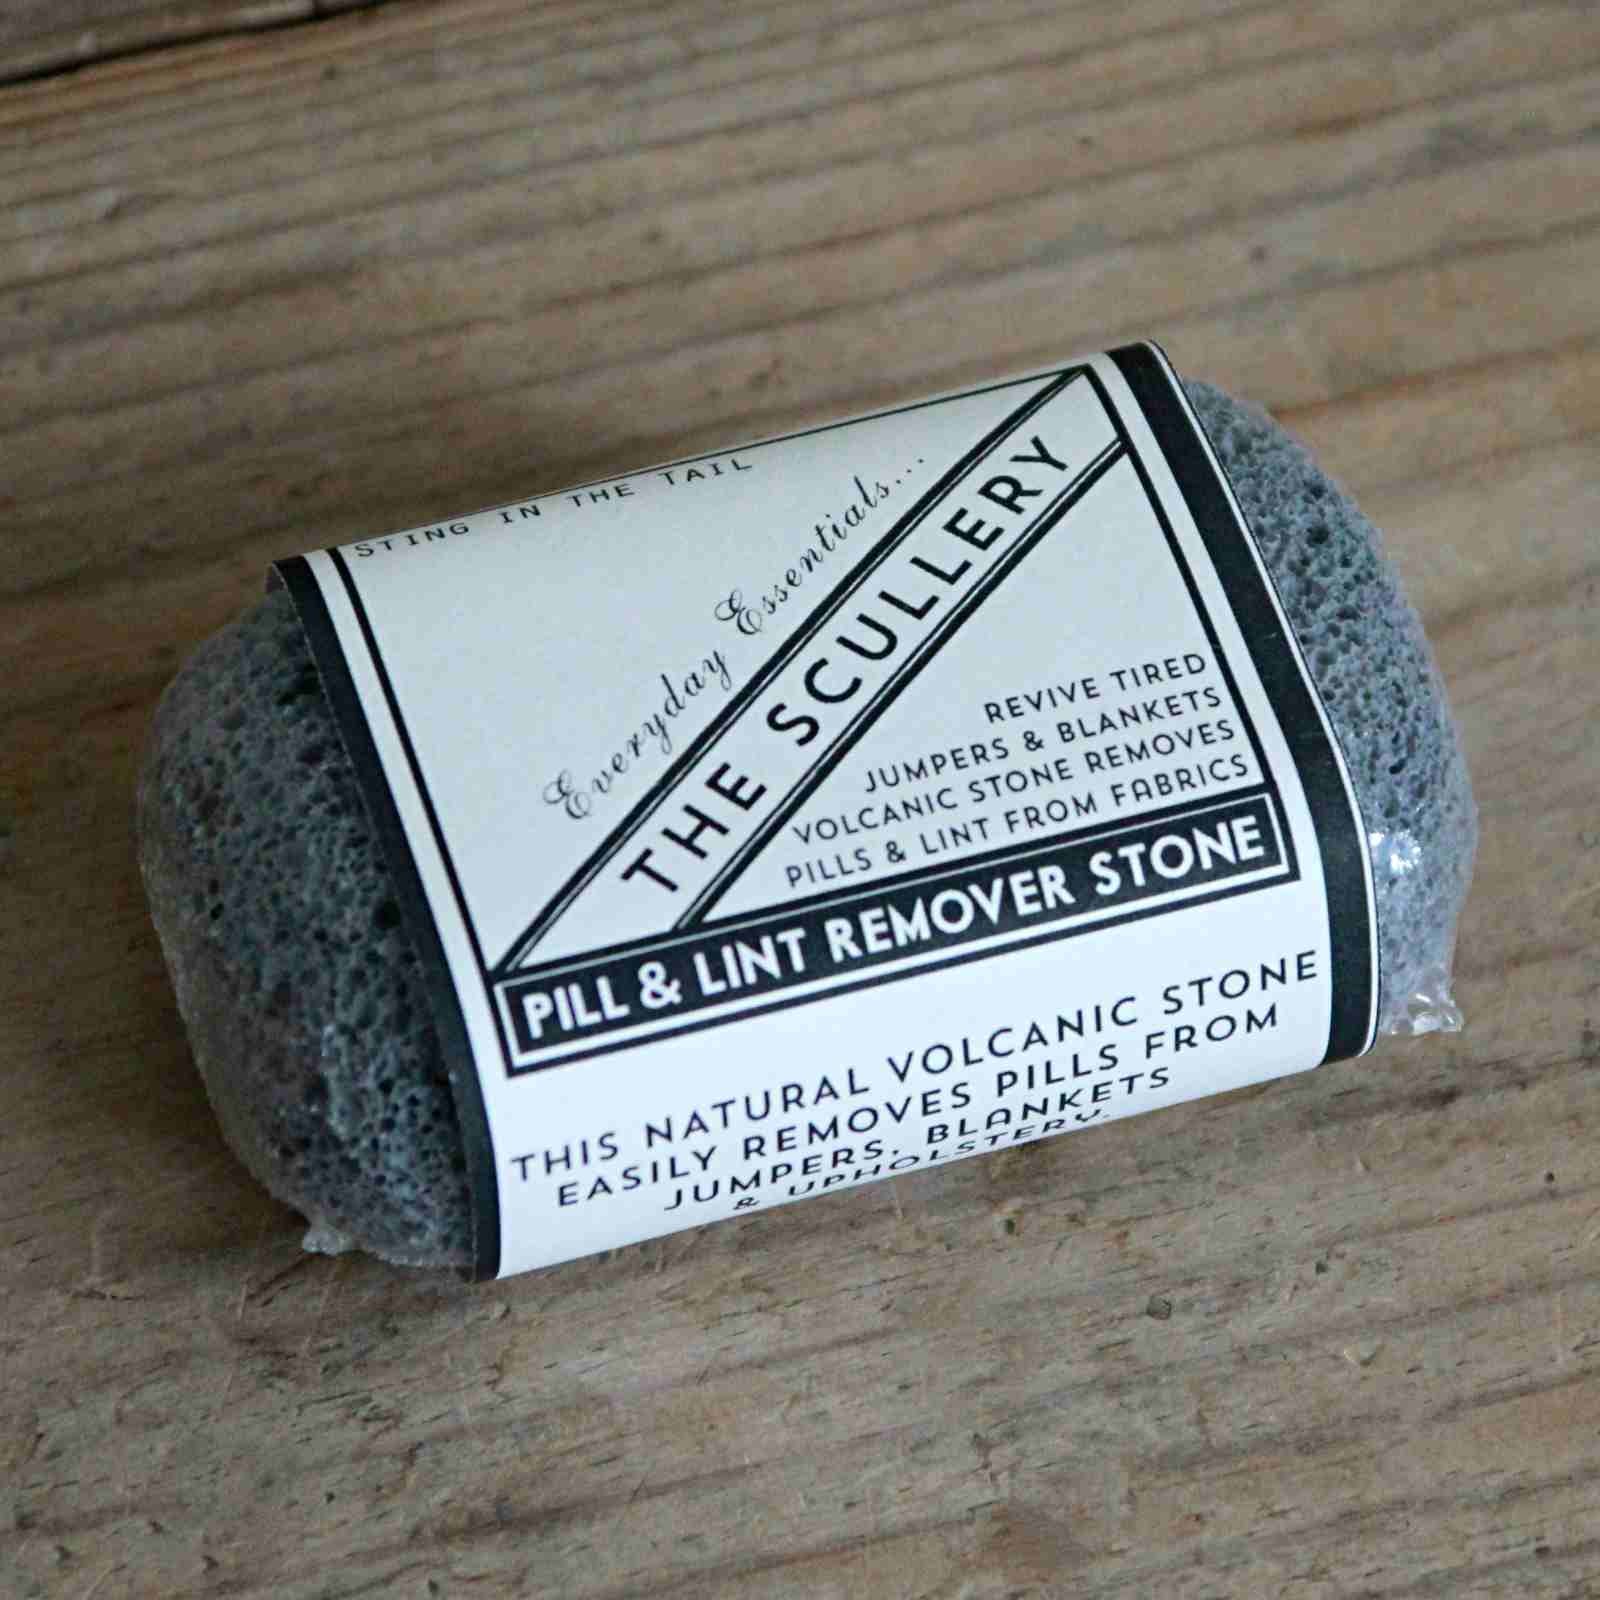 STING IN THE TAIL
Everyday Essentials...
THE SCULLERY
REVIVE TIRED
JUMPERS & BLANKETS
VOLCANIC STONE REMOVES
PILLS & LINT FROM FABRICS
PILL & LINT REMOVER STONE
THIS NATURAL VOLCANIC STONE
EASILY REMOVES PILLS FROM
JUMPERS, BLANKETS
& UPHOLSTERY.